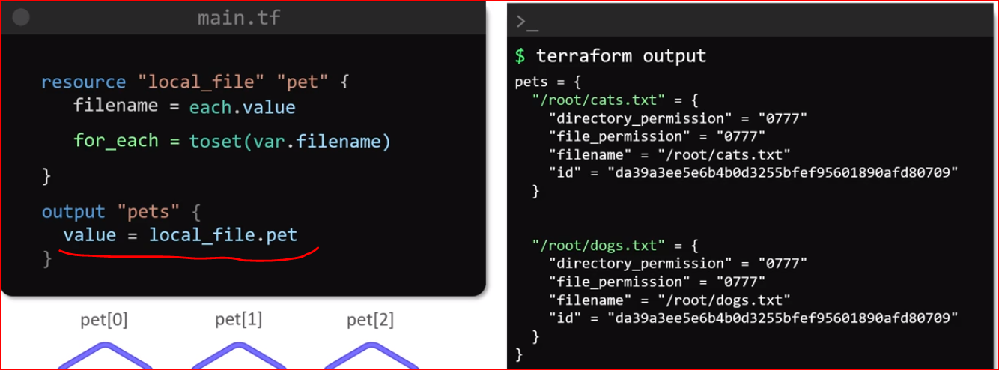 main.tf
resource "local_file" "pet" {
filename = each.value
for_each = toset(var.filename)
}
output "pets" {
value = local_file.pet
}
pet[0] pet[1] pet[2]
>_
$ terraform output
pets = {
"/root/cats.txt" = {
"directory_permission" = "0777"
"file_permission" = "0777"
"filename" = "/root/cats.txt"
"id" = "da39a3ee5e6b4b0d3255bfef95601890afd80709"
}
"/root/dogs.txt" = {
"directory_permission" = "0777"
"file_permission" = "0777"
"filename" = "/root/dogs.txt"
"id" = "da39a3ee5e6b4b0d3255bfef95601890afd80709"
}
}